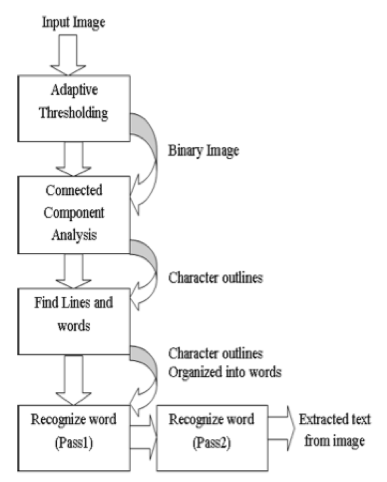 Input Image
Adaptive
Thresholding
Binary Image
Connected
Component
Analysis
Character outlines
Find Lines and
words
Character outlines
Organized into words
Recognize word
(Pass1)
Recognize word
(Pass2)
Extracted text
from image